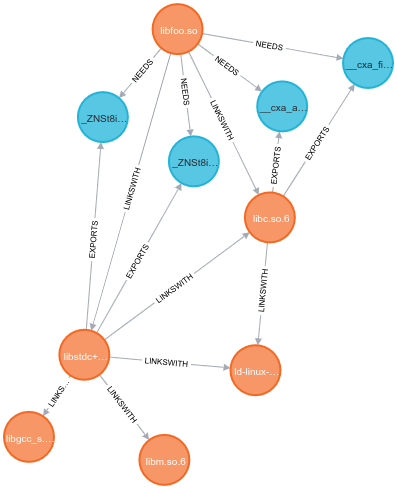 libfoo.so
NEEDS
__cxa_fi…
NEEDS
NEEDS
NEEDS
_ZNSt8i…
__cxa_a…
LINKSWITH
_ZNSt8i…
EXPORTS
EXPORTS
LINKSWITH
libc.so.6
EXPORTS
EXPORTS
LINKSWITH
LINKSWITH
libstdc+…
LINKSWITH
ld-linux-…
LINKS…
LINKSWITH
libgcc_s.…
libm.so.6